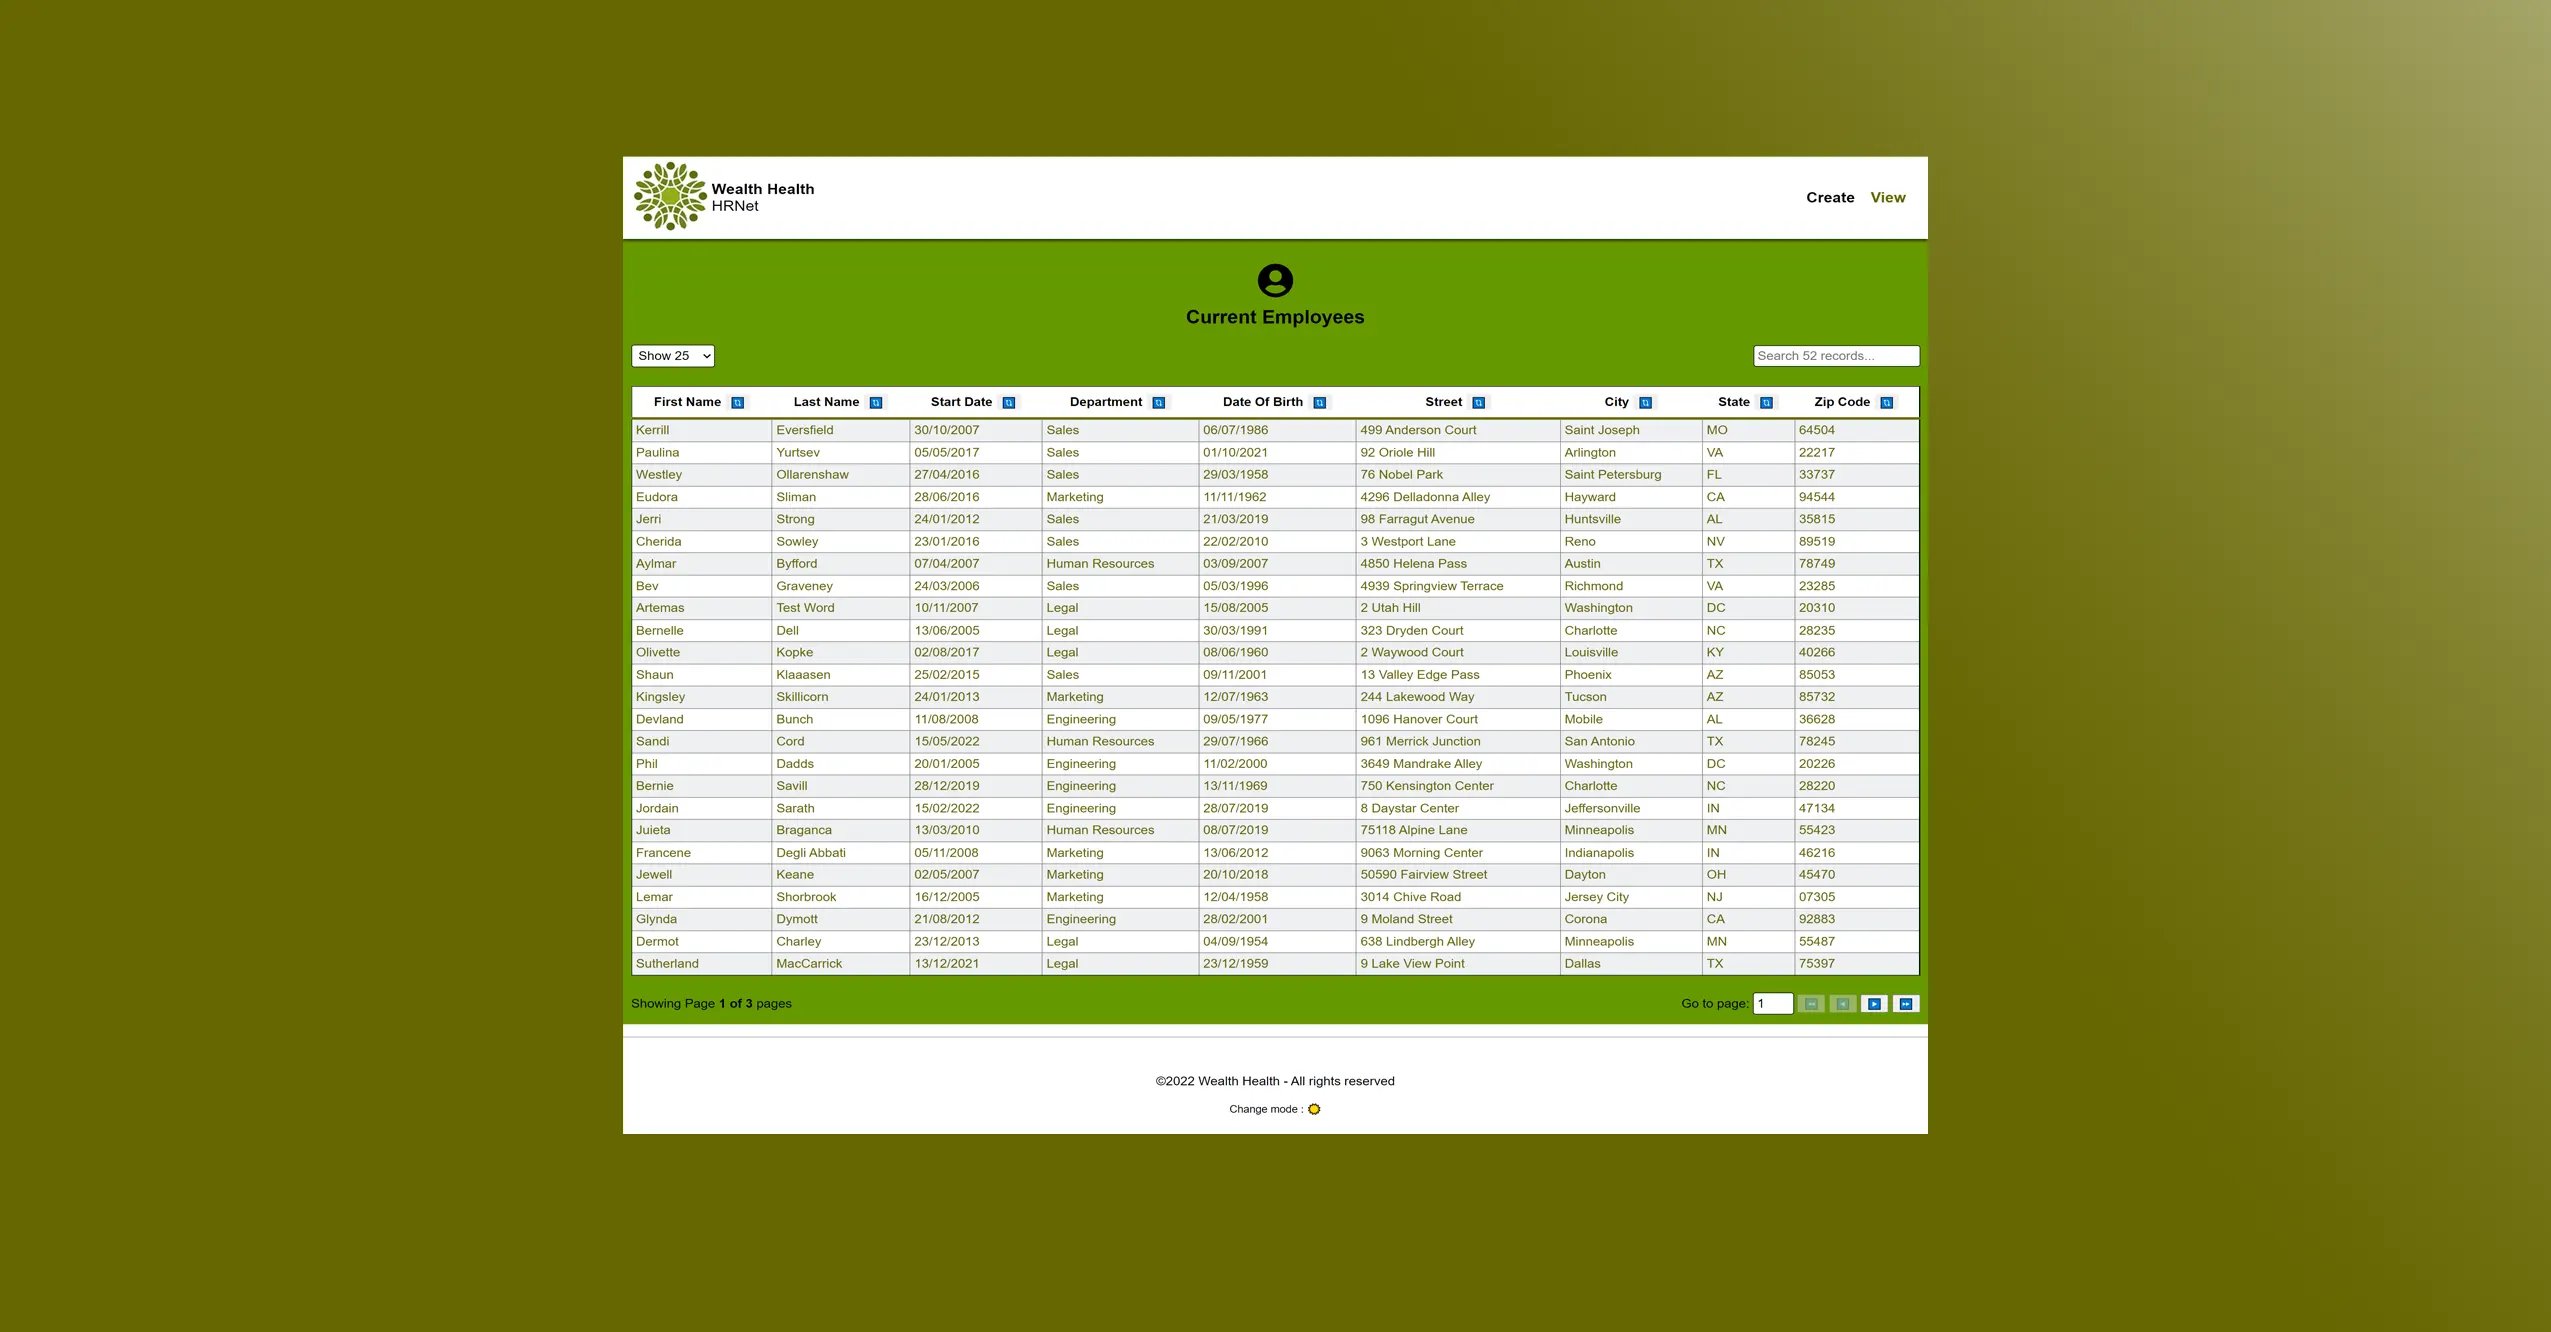 Wealth Health
HRNet
Create View
Current Employees
Show 25
Search 52 records...
First Name Last Name Start Date Department Date Of Birth Street City State Zip Code
Kerrill Eversfield 30/10/2007 Sales 06/07/1986 499 Anderson Court Saint Joseph MO 64504
Paulina Yurtsev 05/05/2017 Sales 01/10/2021 92 Oriole Hill Arlington VA 22217
Westley Ollarenshaw 27/04/2016 Sales 29/03/1958 76 Nobel Park Saint Petersburg FL 33737
Eudora Sliman 28/06/2016 Marketing 11/11/1962 4296 Delladonna Alley Hayward CA 94544
Jerri Strong 24/01/2012 Sales 21/03/2019 98 Farragut Avenue Huntsville AL 35815
Cherida Sowley 23/01/2016 Sales 22/02/2010 3 Westport Lane Reno NV 89519
Aylmar Byfford 07/04/2007 Human Resources 03/09/2007 4850 Helena Pass Austin TX 78749
Bev Graveney 24/03/2006 Sales 05/03/1996 4939 Springview Terrace Richmond VA 23285
Artemas Test Word 10/11/2007 Legal 15/08/2005 2 Utah Hill Washington DC 20310
Bernelle Dell 13/06/2005 Legal 30/03/1991 323 Dryden Court Charlotte NC 28235
Olivette Kopke 02/08/2017 Legal 08/06/1960 2 Waywood Court Louisville KY 40266
Shaun Klaaasen 25/02/2015 Sales 09/11/2001 13 Valley Edge Pass Phoenix AZ 85053
Kingsley Skillicorn 24/01/2013 Marketing 12/07/1963 244 Lakewood Way Tucson AZ 85732
Devland Bunch 11/08/2008 Engineering 09/05/1977 1096 Hanover Court Mobile AL 36628
Sandi Cord 15/05/2022 Human Resources 29/07/1966 961 Merrick Junction San Antonio TX 78245
Phil Dadds 20/01/2005 Engineering 11/02/2000 3649 Mandrake Alley Washington DC 20226
Bernie Savill 28/12/2019 Engineering 13/11/1969 750 Kensington Center Charlotte NC 28220
Jordain Sarath 15/02/2022 Engineering 28/07/2019 8 Daystar Center Jeffersonville IN 47134
Juieta Braganca 13/03/2010 Human Resources 08/07/2019 75118 Alpine Lane Minneapolis MN 55423
Francene Degli Abbati 05/11/2008 Marketing 13/06/2012 9063 Morning Center Indianapolis IN 46216
Jewell Keane 02/05/2007 Marketing 20/10/2018 50590 Fairview Street Dayton OH 45470
Lemar Shorbrook 16/12/2005 Marketing 12/04/1958 3014 Chive Road Jersey City NJ 07305
Glynda Dymott 21/08/2012 Engineering 28/02/2001 9 Moland Street Corona CA 92883
Dermot Charley 23/12/2013 Legal 04/09/1954 638 Lindbergh Alley Minneapolis MN 55487
Sutherland MacCarrick 13/12/2021 Legal 23/12/1959 9 Lake View Point Dallas TX 75397
Showing Page 1 of 3 pages
Go to page: 1
©2022 Wealth Health - All rights reserved
Change mode :